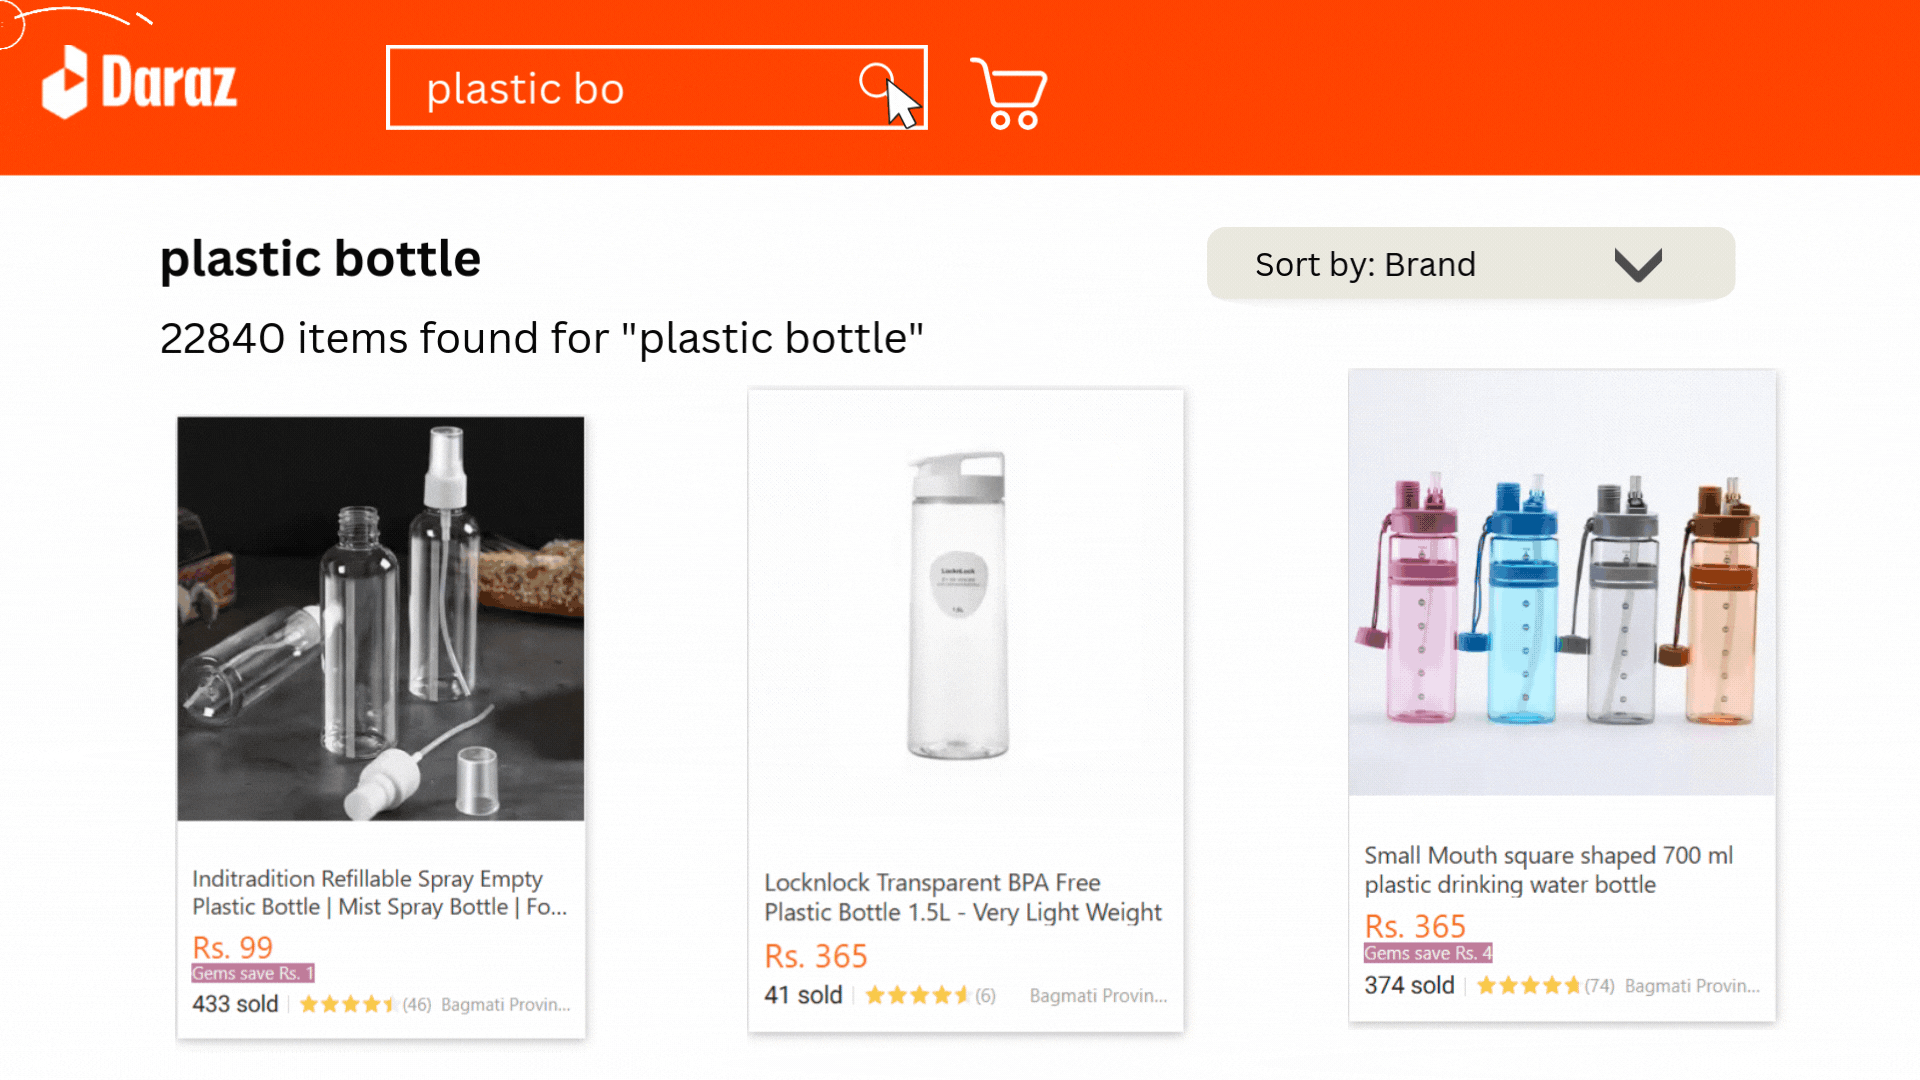 Daraz
plastic bo
plastic bottle
Sort by: Brand
22840 items found for "plastic bottle"
LocknLock
Inditradition Refillable Spray Empty
Plastic Bottle | Mist Spray Bottle | Fo...
Rs. 99
Gems save Rs. 1
433 sold
(46)
Bagmati Provin...
Locknlock Transparent BPA Free
Plastic Bottle 1.5L - Very Light Weight
Rs. 365
41 sold
(6)
Bagmati Provin...
Small Mouth square shaped 700 ml
plastic drinking water bottle
Rs. 365
Gems save Rs. 4
374 sold
(74)
Bagmati Provin...